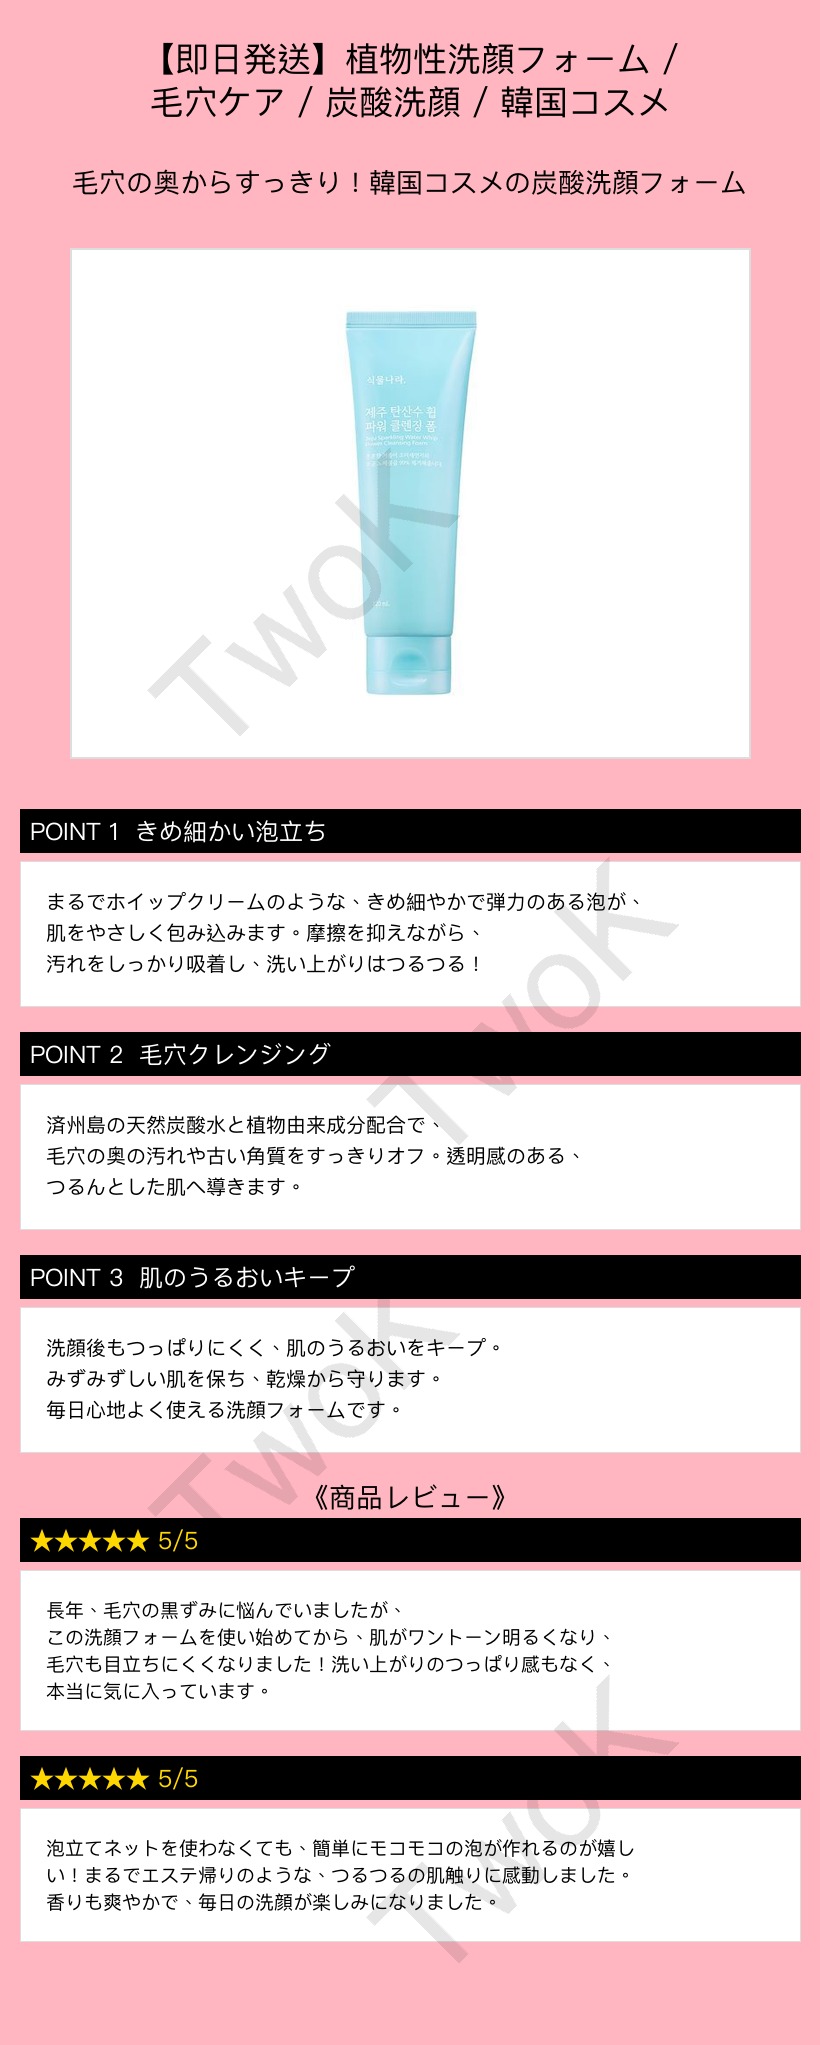 【即日発送】植物性洗顔フォーム /
毛穴ケア / 炭酸洗顔 / 韓国コスメ
毛穴の奥からすっきり！韓国コスメの炭酸洗顔フォーム
식물나라.
제주 탄산수 휩
파워 클렌징 폼
Jeju Sparkling Water Whip
Power Cleansing Foam
TwoK
POINT 1 きめ細かい泡立ち
まるでホイップクリームのような、きめ細やかで弾力のある泡が、
肌をやさしく包み込みます。摩擦を抑えながら、
汚れをしっかり吸着し、洗い上がりはつるつる！
TwoK
POINT 2 毛穴クレンジング
済州島の天然炭酸水と植物由来成分配合で、
毛穴の奥の汚れや古い角質をすっきりオフ。透明感のある、
つるんとした肌へ導きます。
POINT 3 肌のうるおいキープ
洗顔後もつっぱりにくく、肌のうるおいをキープ。
みずみずしい肌を保ち、乾燥から守ります。
毎日心地よく使える洗顔フォームです。
TwoK
《商品レビュー》
★★★★★ 5/5
長年、毛穴の黒ずみに悩んでいましたが、
この洗顔フォームを使い始めてから、肌がワントーン明るくなり、
毛穴も目立ちにくくなりました！洗い上がりのつっぱり感もなく、
本当に気に入っています。
★★★★★ 5/5
泡立てネットを使わなくても、簡単にモコモコの泡が作れるのが嬉し
い！まるでエステ帰りのような、つるつるの肌触りに感動しました。
香りも爽やかで、毎日の洗顔が楽しみになりました。
TwoK